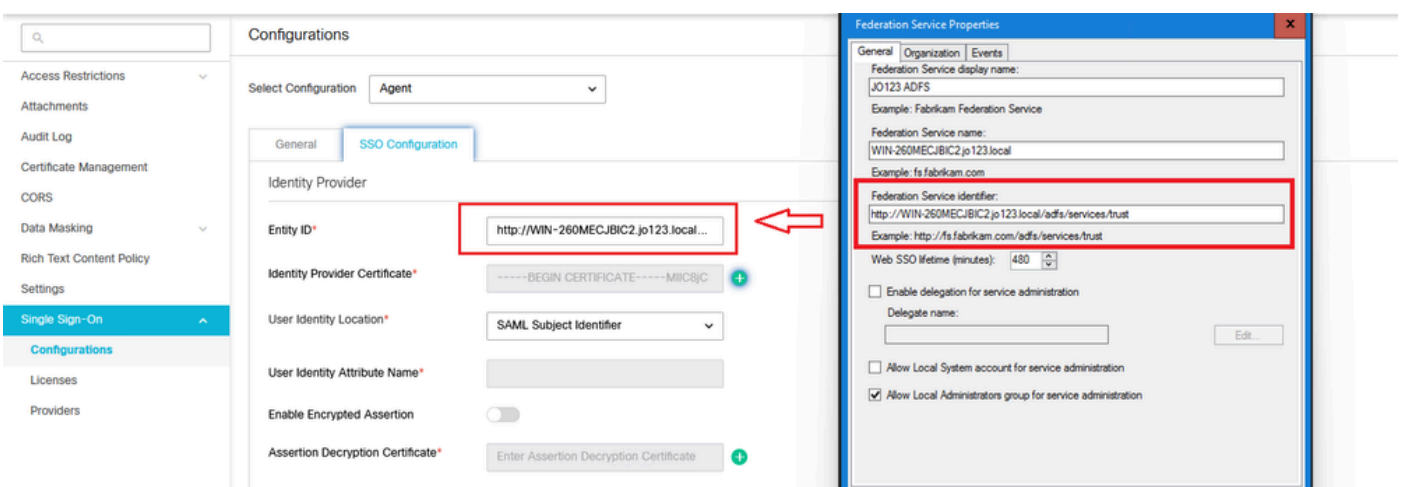 Configurations
Access Restrictions
Attachments
Audit Log
Certificate Management
CORS
Data Masking
Rich Text Content Policy
Settings
Single Sign-On
Configurations
Licenses
Providers
Select Configuration Agent
General SSO Configuration
Identity Provider
Entity ID* http://WIN-260MECJBIC2.jo123.local...
Identity Provider Certificate* -----BEGIN CERTIFICATE-----MIIC8jC
User Identity Location* SAML Subject Identifier
User Identity Attribute Name*
Enable Encrypted Assertion
Assertion Decryption Certificate* Enter Assertion Decryption Certificate
Federation Service Properties
General Organization Events
Federation Service display name:
JO123 ADFS
Example: Fabrikam Federation Service
Federation Service name:
WIN-260MECJBIC2.jo123.local
Example: fs.fabrikam.com
Federation Service identifier:
http://WIN-260MECJBIC2.jo123.local/adfs/services/trust
Example: http://fs.fabrikam.com/adfs/services/trust
Web SSO lifetime (minutes): 480
Enable delegation for service administration
Delegate name:
Edit...
Allow Local System account for service administration
Allow Local Administrators group for service administration